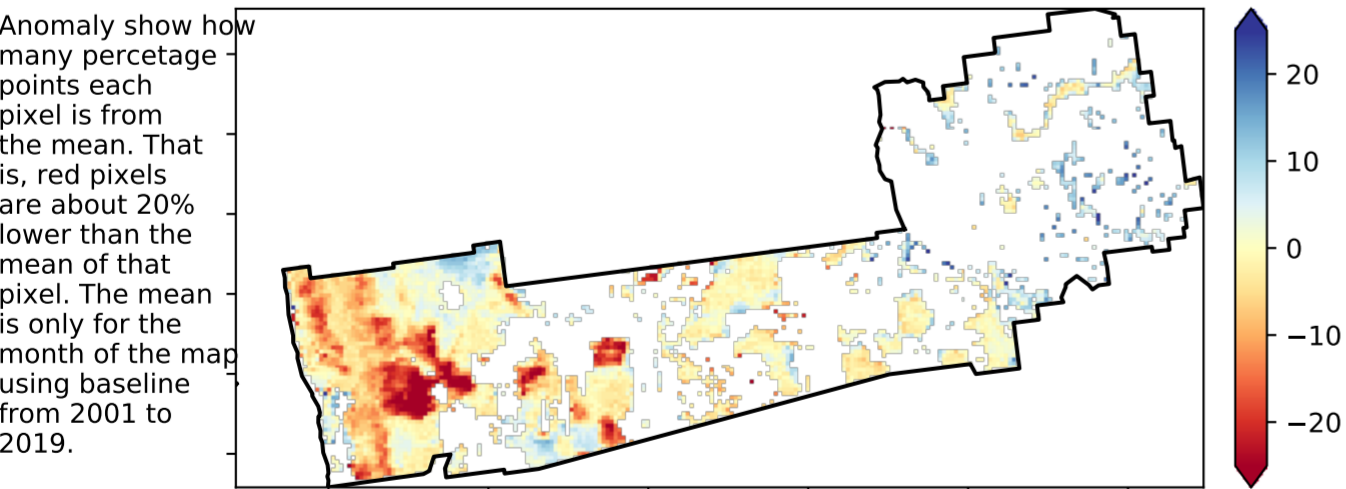 Anomaly show how
many percetage
points each
pixel is from
the mean. That
is, red pixels
are about 20%
lower than the
mean of that
pixel. The mean
is only for the
month of the map
using baseline
from 2001 to
2019.
20
10
0
−10
−20